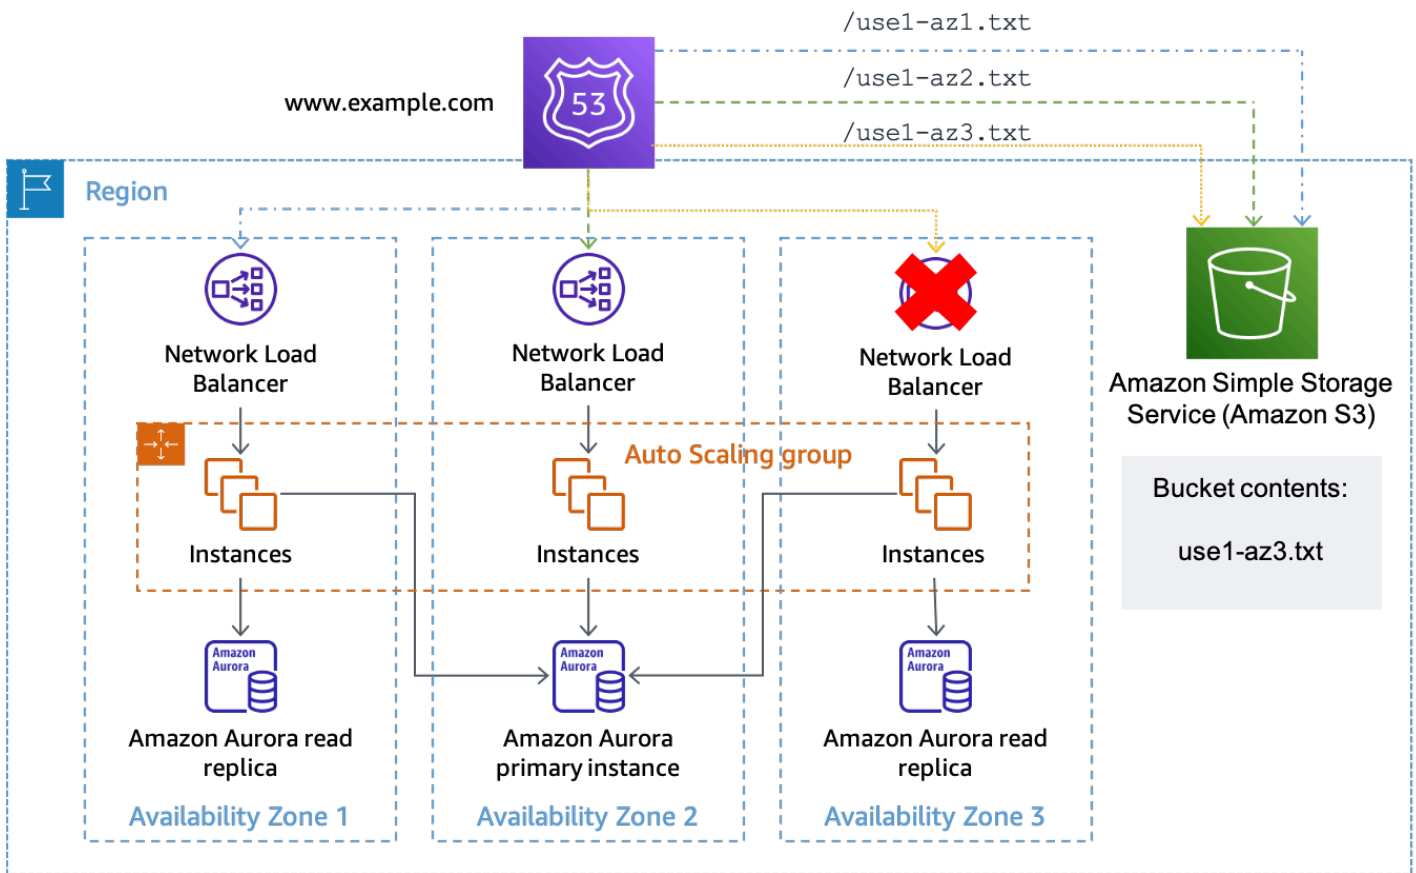 /use1-az1.txt
/use1-az2.txt
/use1-az3.txt
www.example.com
53
Region
Network Load
Balancer
Network Load
Balancer
Network Load
Balancer
Amazon Simple Storage
Service (Amazon S3)
Auto Scaling group
Bucket contents:
use1-az3.txt
Instances
Instances
Instances
Amazon
Aurora
Amazon
Aurora
Amazon
Aurora
Amazon Aurora read
replica
Amazon Aurora
primary instance
Amazon Aurora read
replica
Availability Zone 1
Availability Zone 2
Availability Zone 3